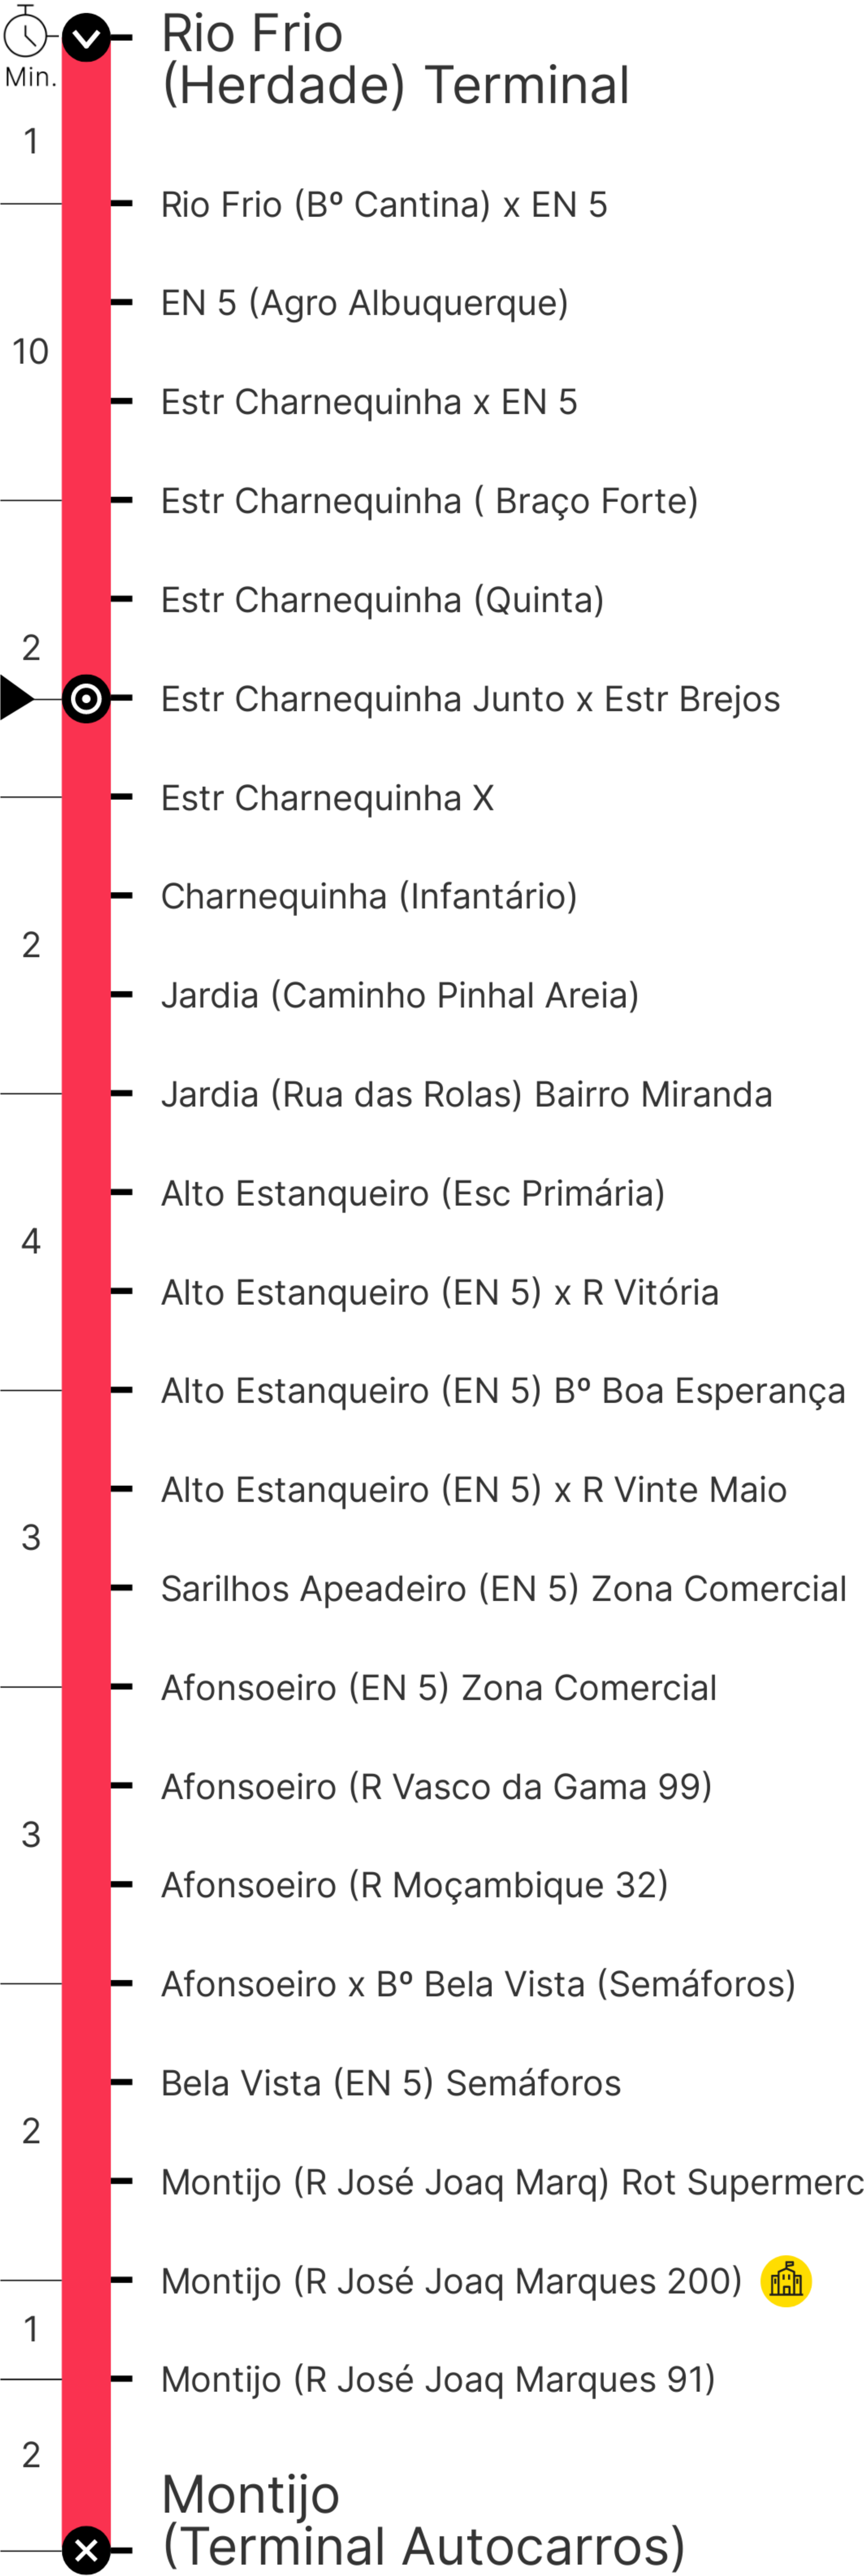 Min.
Rio Frio
(Herdade) Terminal
1
Rio Frio (Bº Cantina) x EN 5
EN 5 (Agro Albuquerque)
10
Estr Charnequinha x EN 5
Estr Charnequinha ( Braço Forte)
Estr Charnequinha (Quinta)
2
Estr Charnequinha Junto x Estr Brejos
Estr Charnequinha X
Charnequinha (Infantário)
2
Jardia (Caminho Pinhal Areia)
Jardia (Rua das Rolas) Bairro Miranda
Alto Estanqueiro (Esc Primária)
4
Alto Estanqueiro (EN 5) x R Vitória
Alto Estanqueiro (EN 5) Bº Boa Esperança
Alto Estanqueiro (EN 5) x R Vinte Maio
3
Sarilhos Apeadeiro (EN 5) Zona Comercial
Afonsoeiro (EN 5) Zona Comercial
Afonsoeiro (R Vasco da Gama 99)
3
Afonsoeiro (R Moçambique 32)
Afonsoeiro x Bº Bela Vista (Semáforos)
Bela Vista (EN 5) Semáforos
2
Montijo (R José Joaq Marq) Rot Supermerc
Montijo (R José Joaq Marques 200)
1
Montijo (R José Joaq Marques 91)
2
Montijo
(Terminal Autocarros)